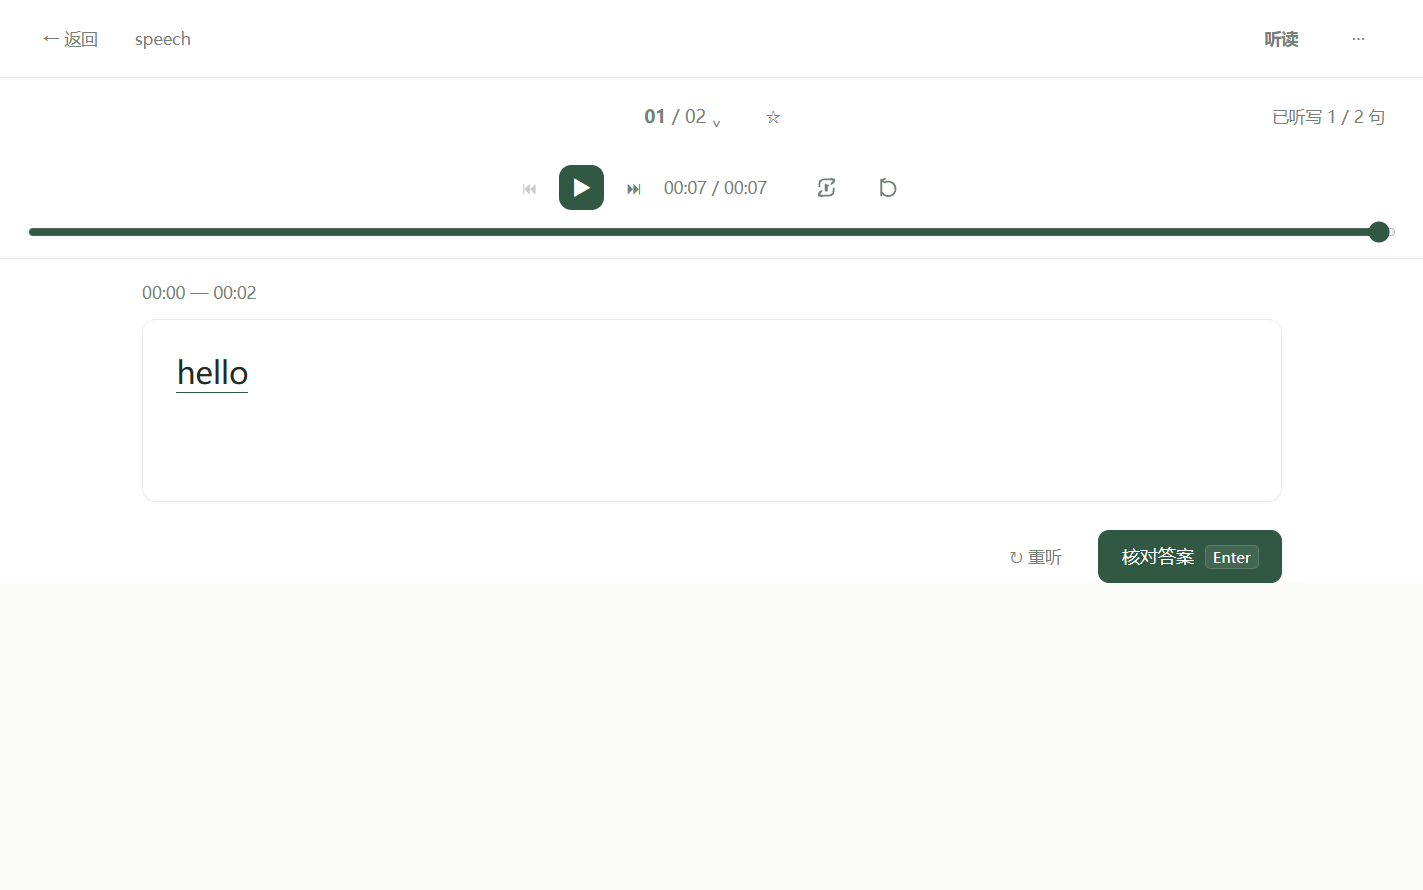 ← 返回 speech 听读 ···
01 / 02 ⌄ ☆ 已听写 1 / 2 句
00:07 / 00:07
00:00 — 00:02
hello
↻ 重听 核对答案 Enter